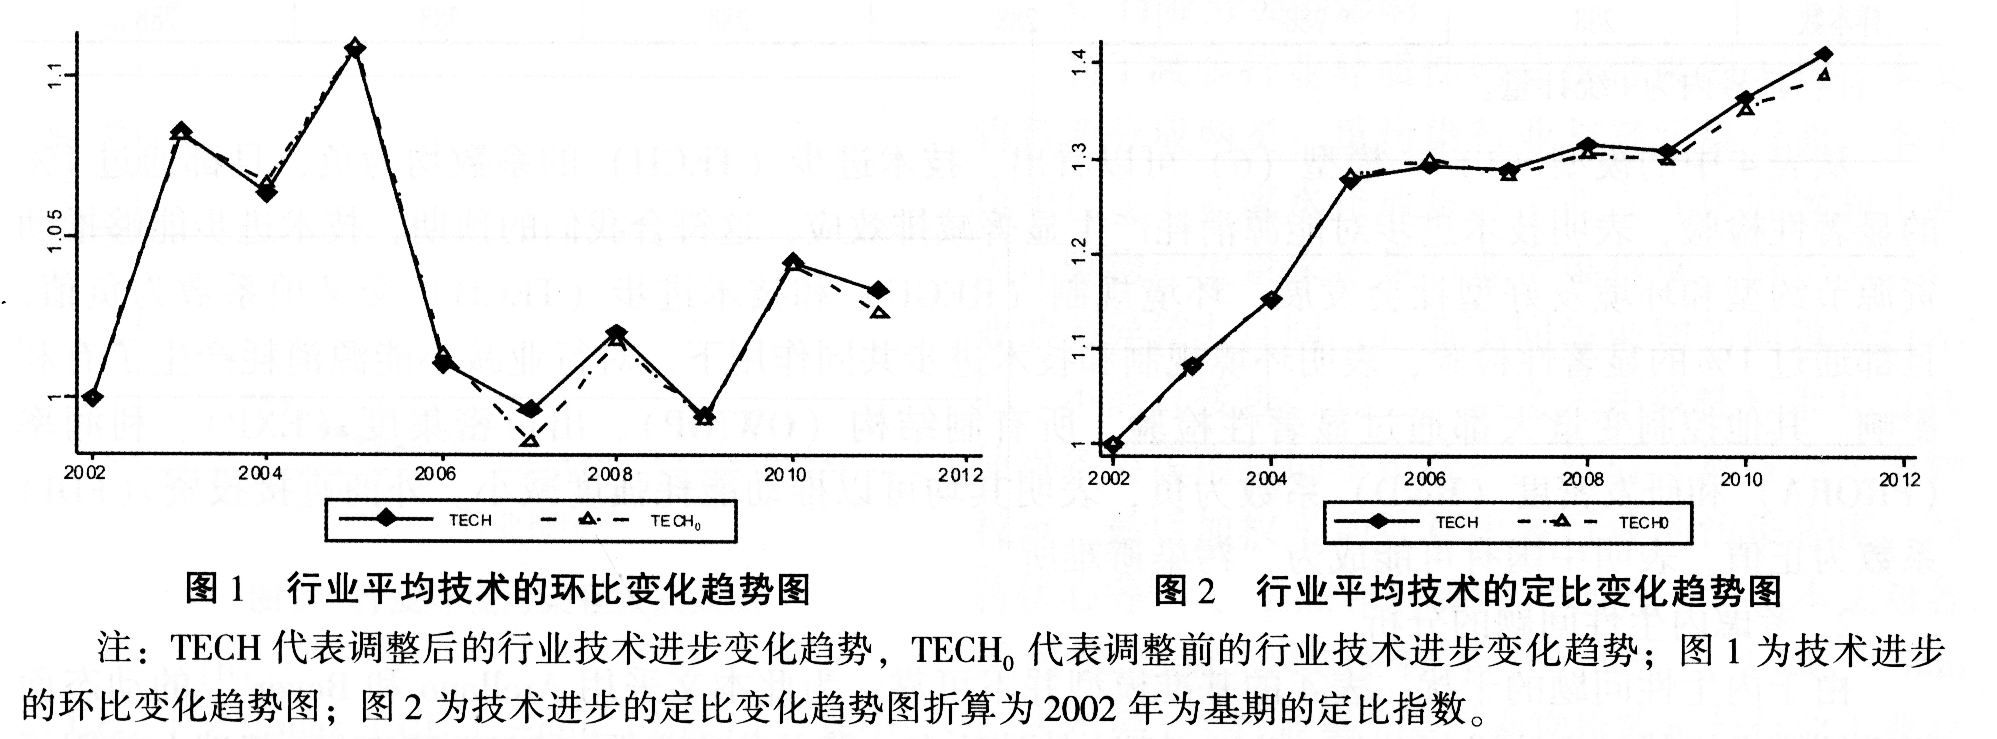 1.1
1.05
1
2002 2004 2006 2008 2010 2012
TECH TECH₀
图 1 行业平均技术的环比变化趋势图
1.4
1.3
1.2
1.1
1
2002 2004 2006 2008 2010 2012
TECH TECH0
图 2 行业平均技术的定比变化趋势图
注：TECH 代表调整后的行业技术进步变化趋势，TECH₀ 代表调整前的行业技术进步变化趋势；图 1 为技术进步
的环比变化趋势图；图 2 为技术进步的定比变化趋势图折算为 2002 年为基期的定比指数。